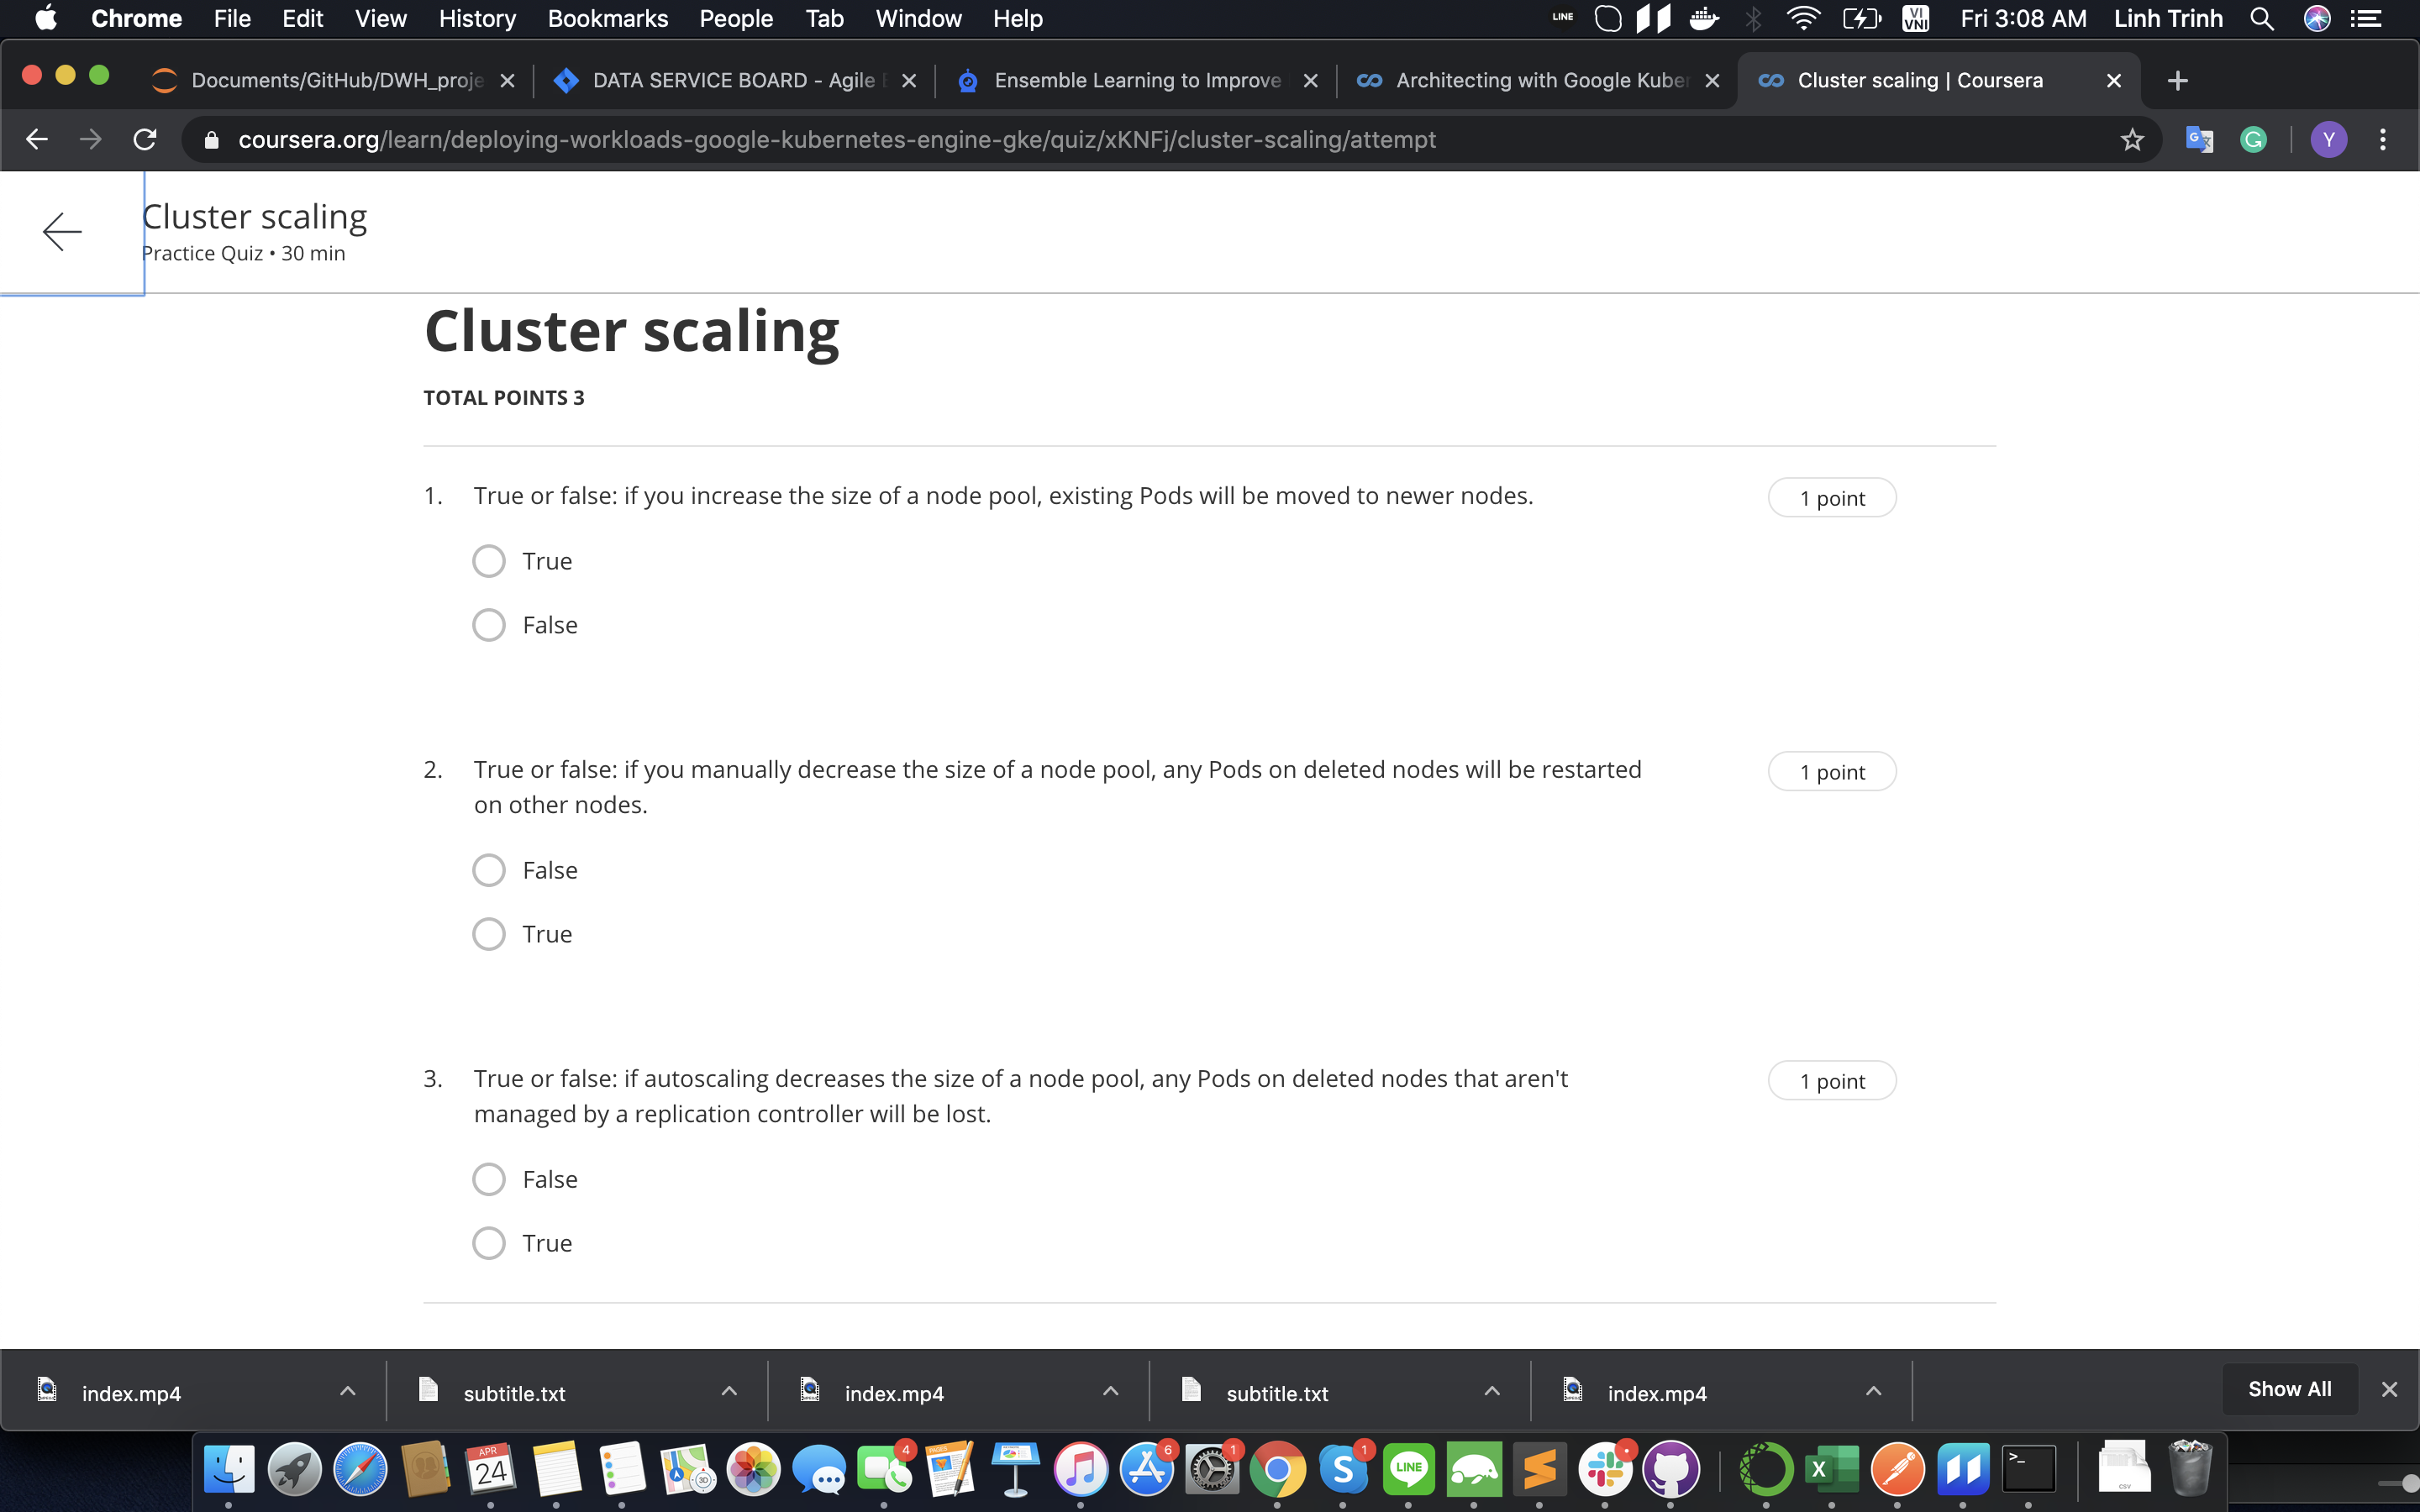 Chrome File Edit View History Bookmarks People Tab Window Help LINE VI VNI Fri 3:08 AM Linh Trinh
Documents/GitHub/DWH_proje DATA SERVICE BOARD - Agile Ensemble Learning to Improve Architecting with Google Kuber Cluster scaling | Coursera
coursera.org/learn/deploying-workloads-google-kubernetes-engine-gke/quiz/xKNFj/cluster-scaling/attempt Y
Cluster scaling
Practice Quiz • 30 min
Cluster scaling
TOTAL POINTS 3
1. True or false: if you increase the size of a node pool, existing Pods will be moved to newer nodes. 1 point
True
False
2. True or false: if you manually decrease the size of a node pool, any Pods on deleted nodes will be restarted 1 point
on other nodes.
False
True
3. True or false: if autoscaling decreases the size of a node pool, any Pods on deleted nodes that aren't 1 point
managed by a replication controller will be lost.
False
True
index.mp4 subtitle.txt index.mp4 subtitle.txt index.mp4 Show All
APR 24 3D 4 PAGES 6 1 1 S LINE X >_ CSV